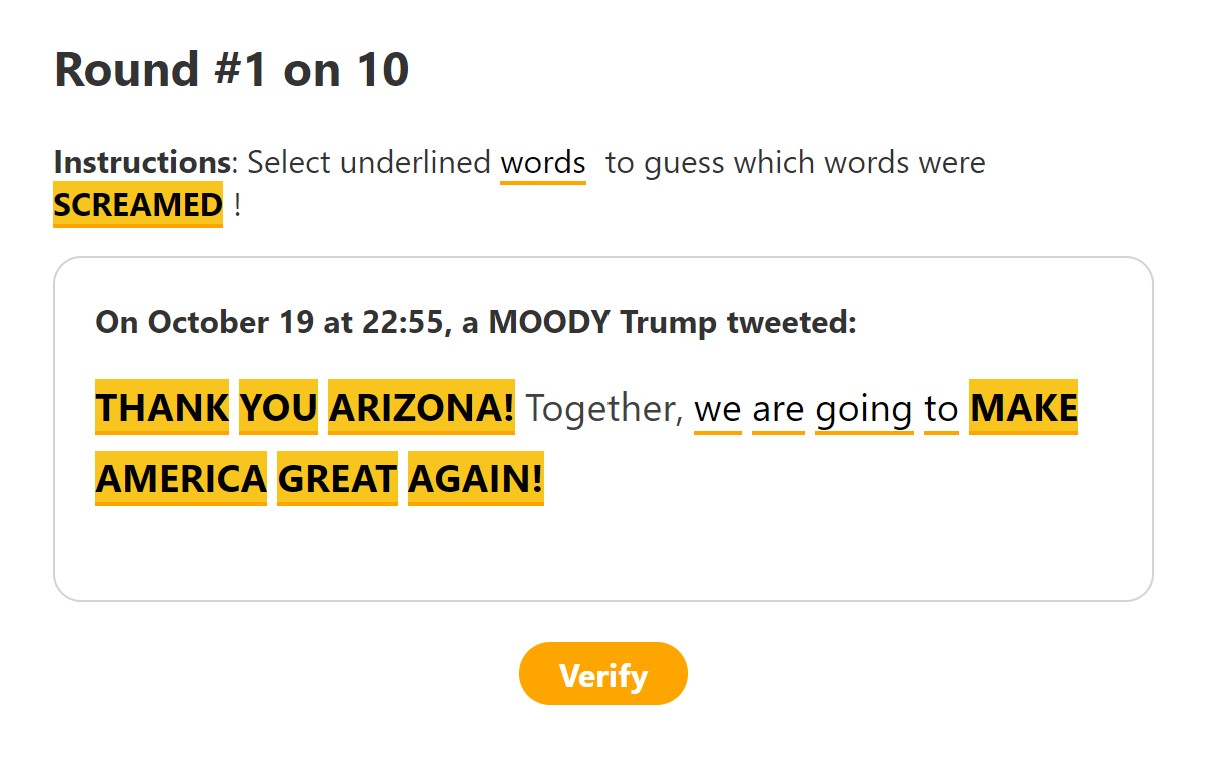 Round #1 on 10
Instructions: Select underlined words to guess which words were
SCREAMED !
On October 19 at 22:55, a MOODY Trump tweeted:
THANK YOU ARIZONA! Together, we are going to MAKE
AMERICA GREAT AGAIN!
Verify